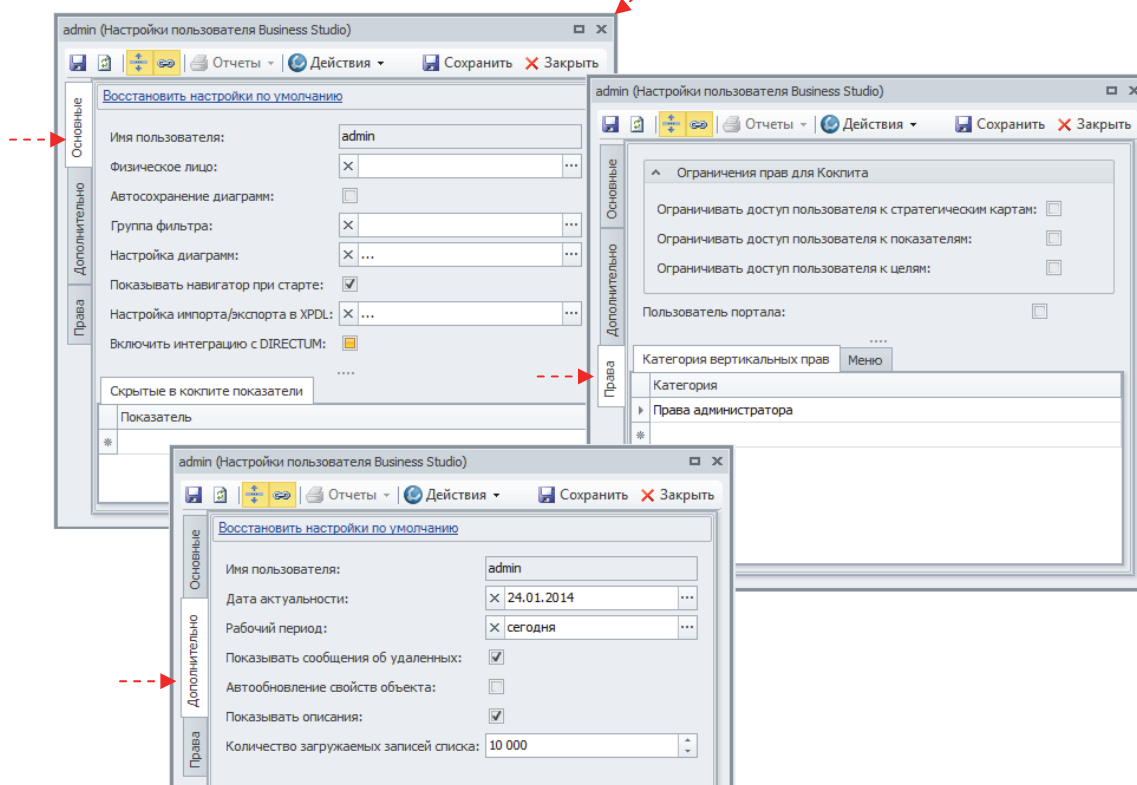 admin (Настройки пользователя Business Studio)
Отчеты
Действия
Сохранить
Закрыть
Основные
Дополнительно
Права
Восстановить настройки по умолчанию
Имя пользователя: admin
Физическое лицо:
Автосохранение диаграмм:
Группа фильтра:
Настройка диаграмм: ...
Показывать навигатор при старте:
Настройка импорта/экспорта в XPDL: ...
Включить интеграцию с DIRECTUM:
Скрытые в кокпите показатели
Показатель
admin (Настройки пользователя Business Studio)
Отчеты
Действия
Сохранить
Закрыть
Основные
Дополнительно
Права
Ограничения прав для Кокпита
Ограничивать доступ пользователя к стратегическим картам:
Ограничивать доступ пользователя к показателям:
Ограничивать доступ пользователя к целям:
Пользователь портала:
Категория вертикальных прав
Меню
Категория
Права администратора
admin (Настройки пользователя Business Studio)
Отчеты
Действия
Сохранить
Закрыть
Основные
Дополнительно
Права
Восстановить настройки по умолчанию
Имя пользователя: admin
Дата актуальности: 24.01.2014
Рабочий период: сегодня
Показывать сообщения об удаленных:
Автообновление свойств объекта:
Показывать описания:
Количество загружаемых записей списка: 10 000